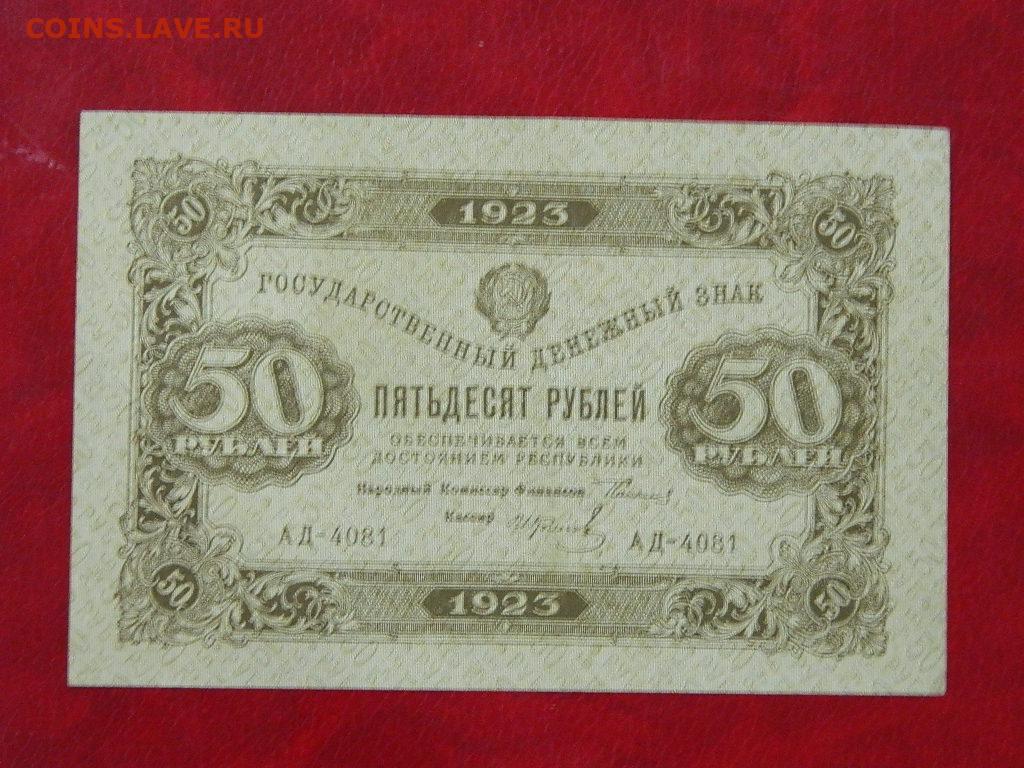 COINS.LAVE.RU
50 1923 50
ГОСУДАРСТВЕННЫЙ ДЕНЕЖНЫЙ ЗНАК
50 РУБЛЕЙ
ПЯТЬДЕСЯТ РУБЛЕЙ
50 РУБЛЕЙ
ОБЕСПЕЧИВАЕТСЯ ВСЕМ
ДОСТОЯНИЕМ РЕСПУБЛИКИ
Народный Комиссар Финансов
Кассир
АД-4081 АД-4081
50 1923 50